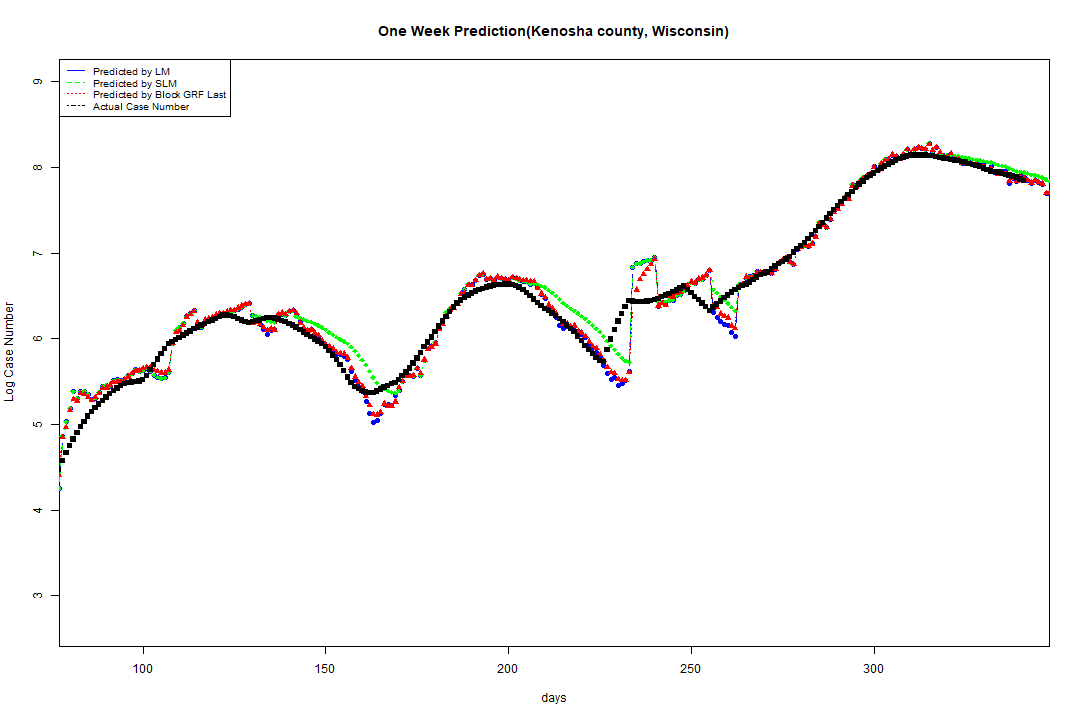 One Week Prediction(Kenosha county, Wisconsin)
Predicted by LM
Predicted by SLM
Predicted by Block GRF Last
Actual Case Number
9
8
7
6
5
4
3
Log Case Number
100 150 200 250 300
days